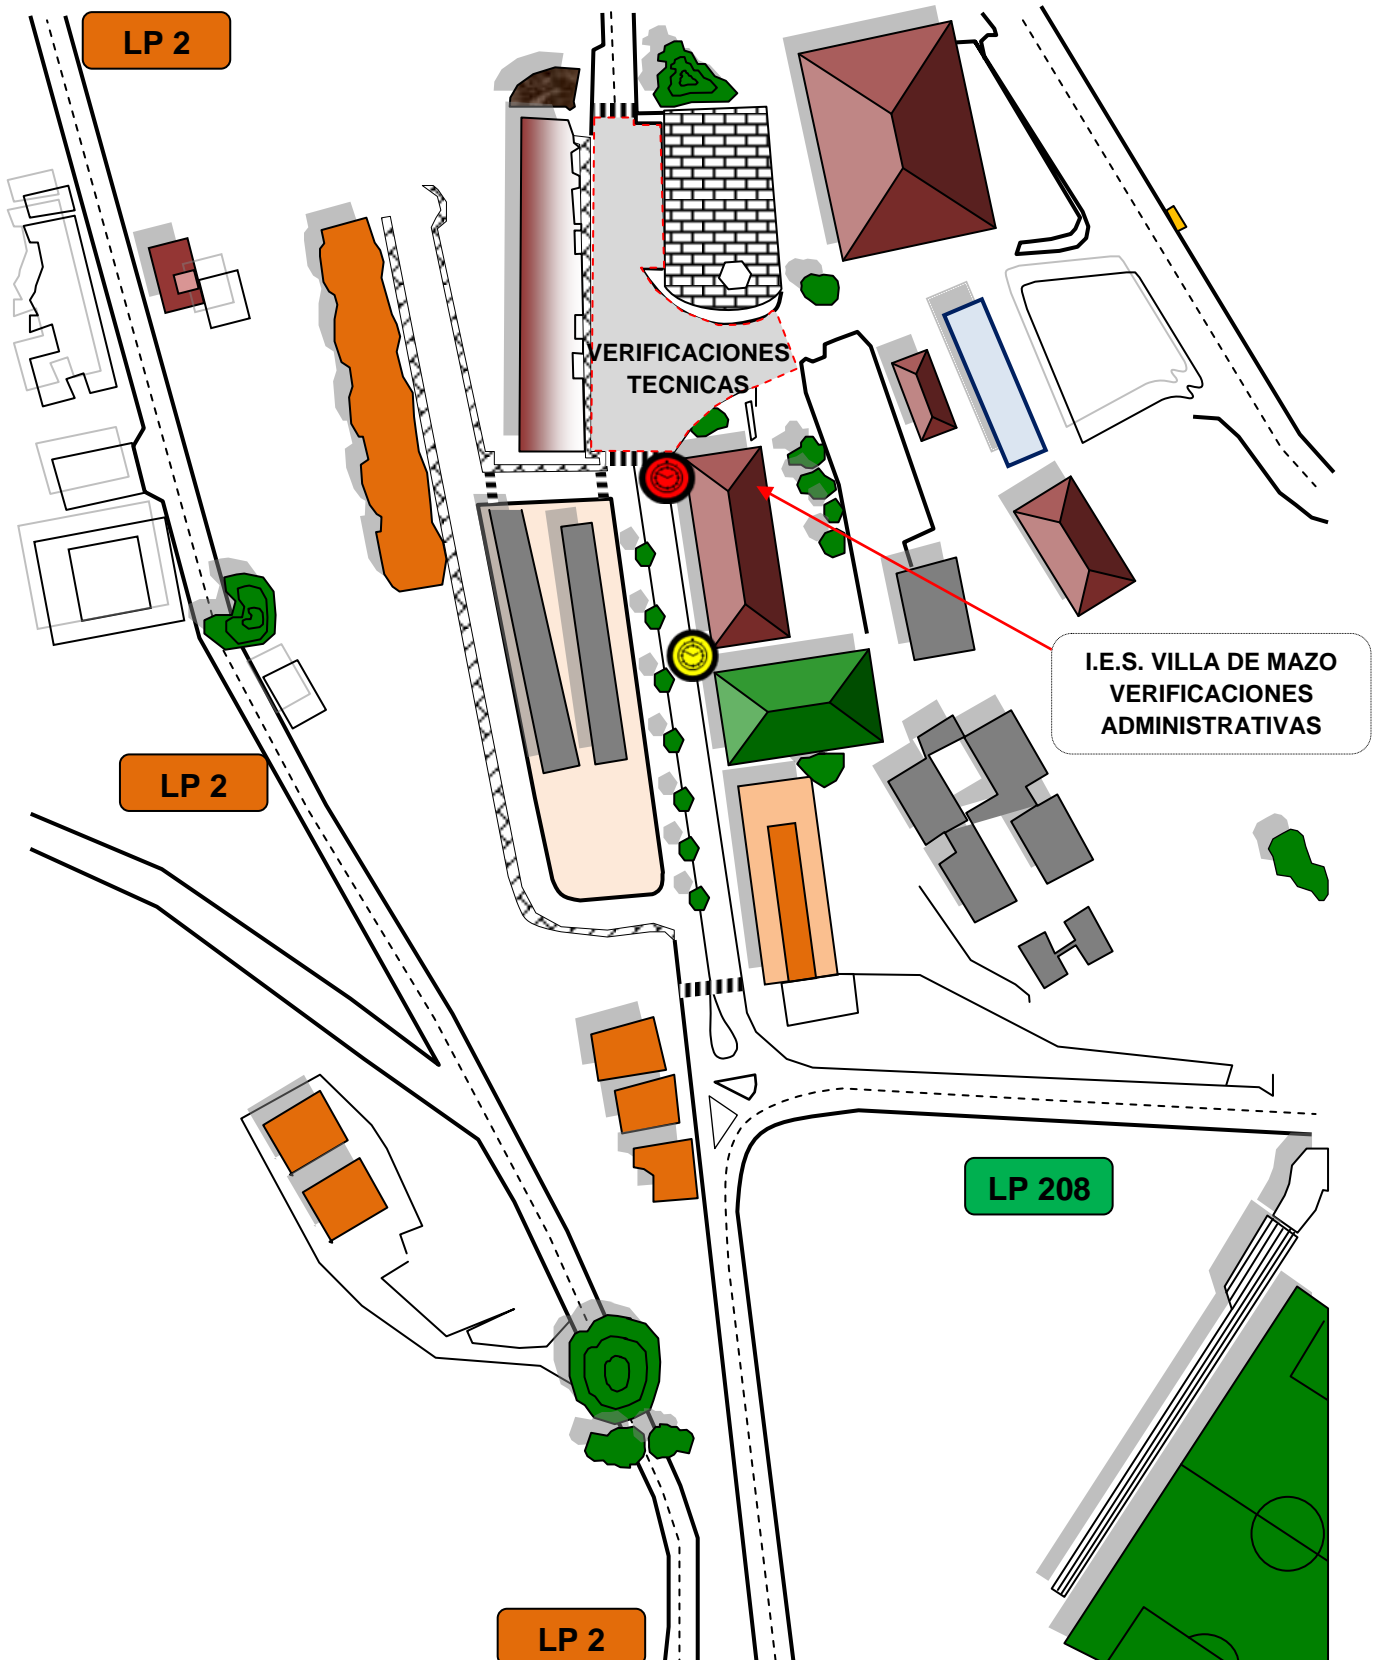 LP 2
VERIFICACIONES
TECNICAS
I.E.S. VILLA DE MAZO
VERIFICACIONES
ADMINISTRATIVAS
LP 2
LP 208
LP 2